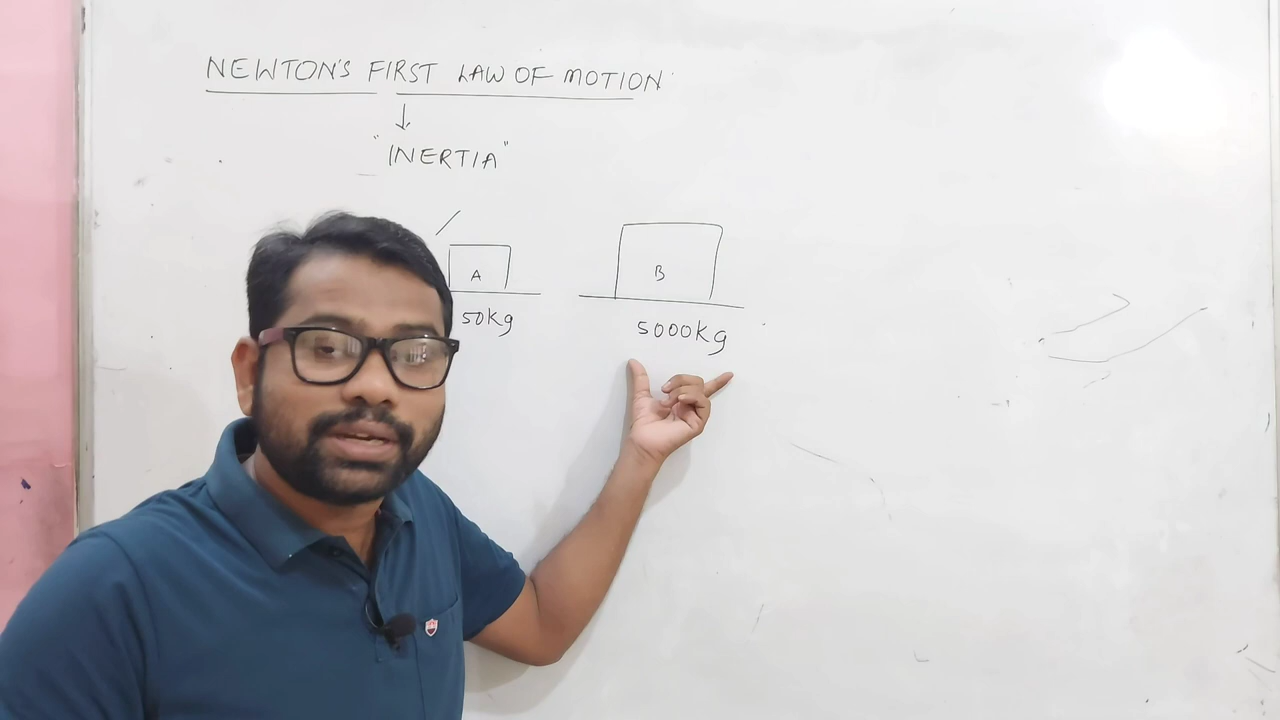 NEWTON'S FIRST LAW OF MOTION
"INERTIA"
A
B
50Kg
5000Kg